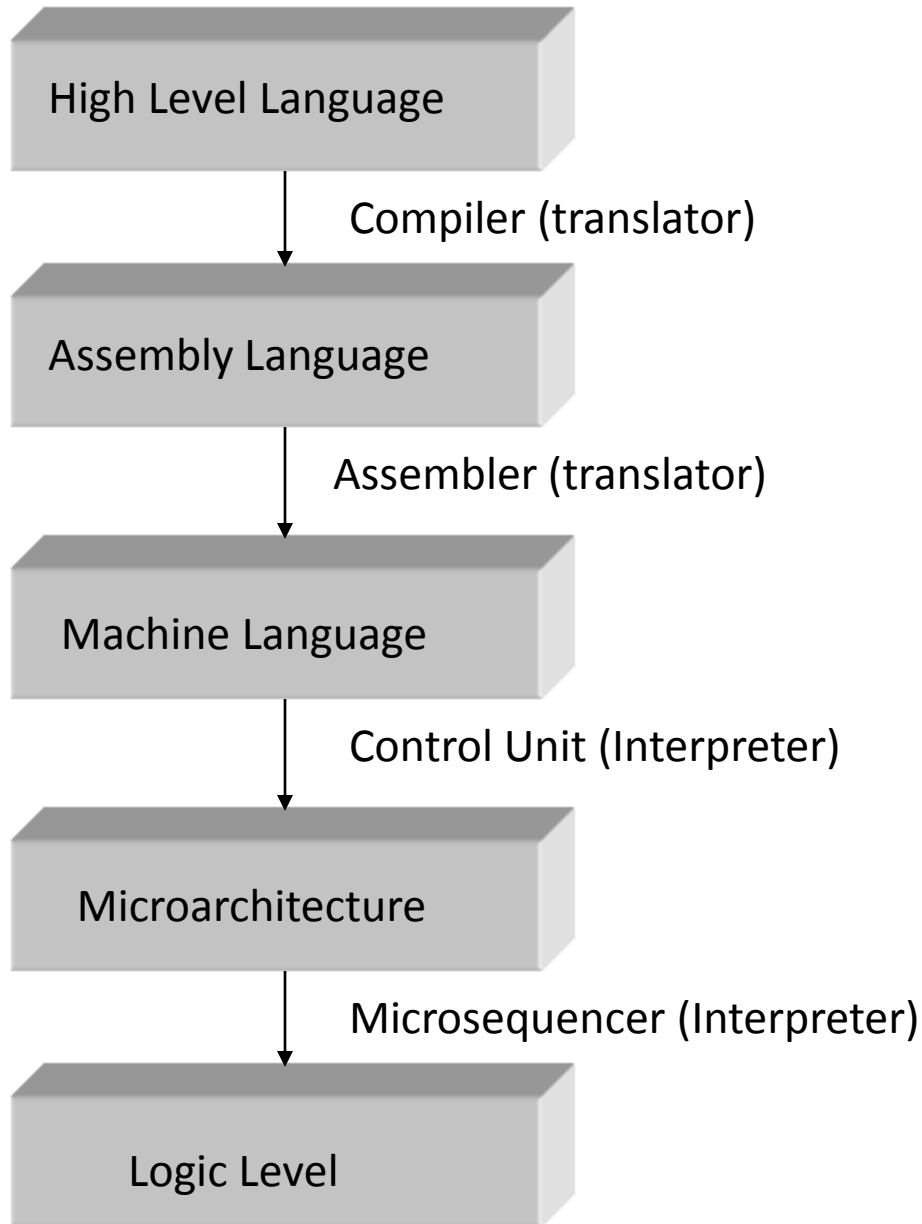 High Level Language
Compiler (translator)
Assembly Language
Assembler (translator)
Machine Language
Control Unit (Interpreter)
Microarchitecture
Microsequencer (Interpreter)
Logic Level